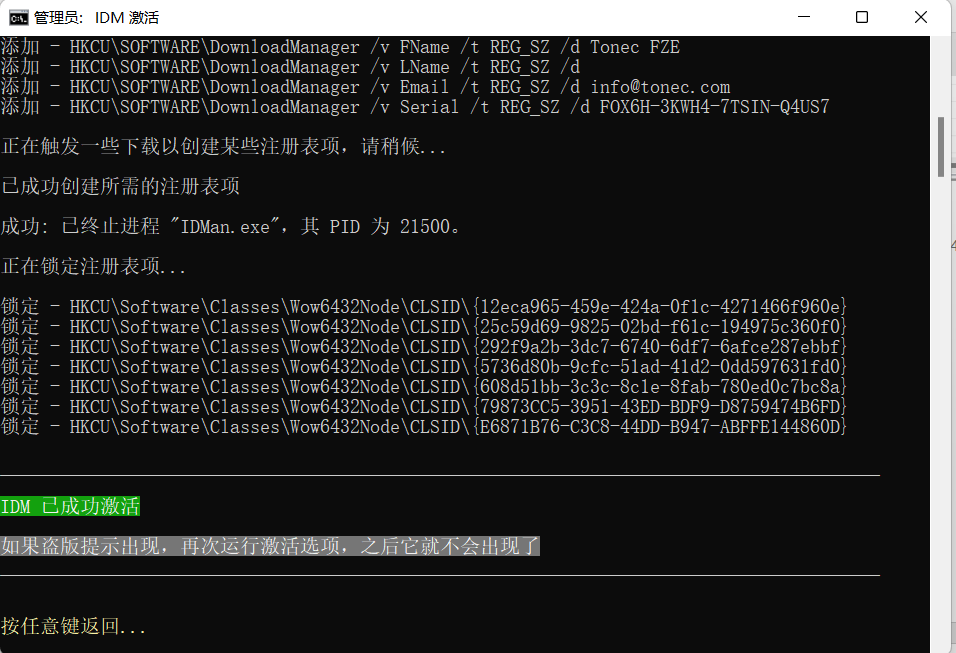 管理员: IDM 激活
添加 - HKCU\SOFTWARE\DownloadManager /v FName /t REG_SZ /d Tonec FZE
添加 - HKCU\SOFTWARE\DownloadManager /v LName /t REG_SZ /d
添加 - HKCU\SOFTWARE\DownloadManager /v Email /t REG_SZ /d info@tonec.com
添加 - HKCU\SOFTWARE\DownloadManager /v Serial /t REG_SZ /d FOX6H-3KWH4-7TSIN-Q4US7
正在触发一些下载以创建某些注册表项，请稍候...
已成功创建所需的注册表项
成功: 已终止进程 "IDMan.exe"，其 PID 为 21500。
正在锁定注册表项...
锁定 - HKCU\Software\Classes\Wow6432Node\CLSID\{12eca965-459e-424a-0f1c-4271466f960e}
锁定 - HKCU\Software\Classes\Wow6432Node\CLSID\{25c59d69-9825-02bd-f61c-194975c360f0}
锁定 - HKCU\Software\Classes\Wow6432Node\CLSID\{292f9a2b-3dc7-6740-6df7-6afce287ebbf}
锁定 - HKCU\Software\Classes\Wow6432Node\CLSID\{5736d80b-9cfc-51ad-41d2-0dd597631fd0}
锁定 - HKCU\Software\Classes\Wow6432Node\CLSID\{608d51bb-3c3c-8c1e-8fab-780ed0c7bc8a}
锁定 - HKCU\Software\Classes\Wow6432Node\CLSID\{79873CC5-3951-43ED-BDF9-D8759474B6FD}
锁定 - HKCU\Software\Classes\Wow6432Node\CLSID\{E6871B76-C3C8-44DD-B947-ABFFE144860D}
IDM 已成功激活
如果盗版提示出现，再次运行激活选项，之后它就不会出现了
按任意键返回...